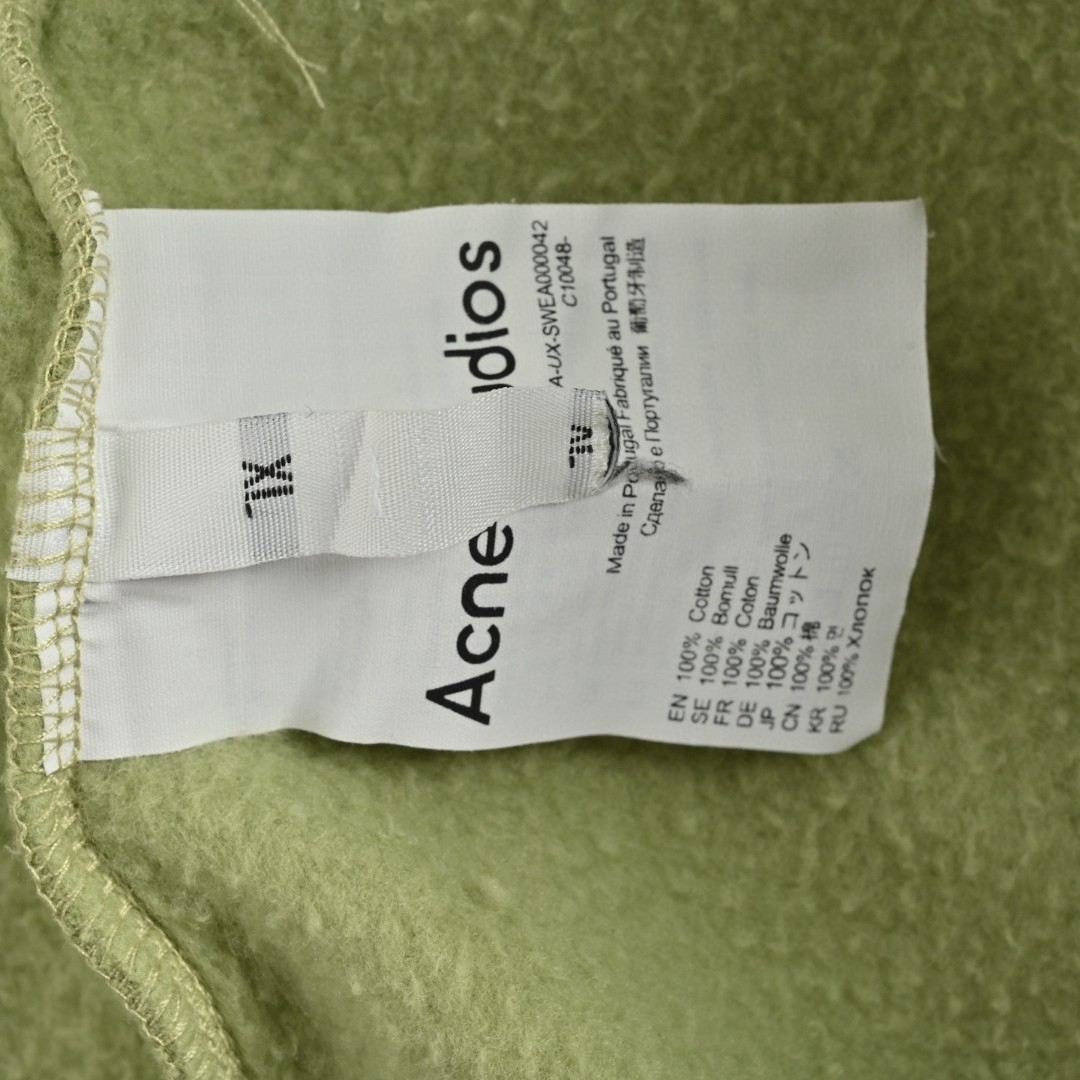 XL
Acne Studios
A-UX-SWEA000042
C10048-
Made in Portugal Fabriqué au Portugal
Сделано в Португалии 葡萄牙制造
EN 100% Cotton
SE 100% Bomull
FR 100% Coton
DE 100% Baumwolle
JP 100% コットン
CN 100% 棉
KR 100% 면
RU 100% Хлопок